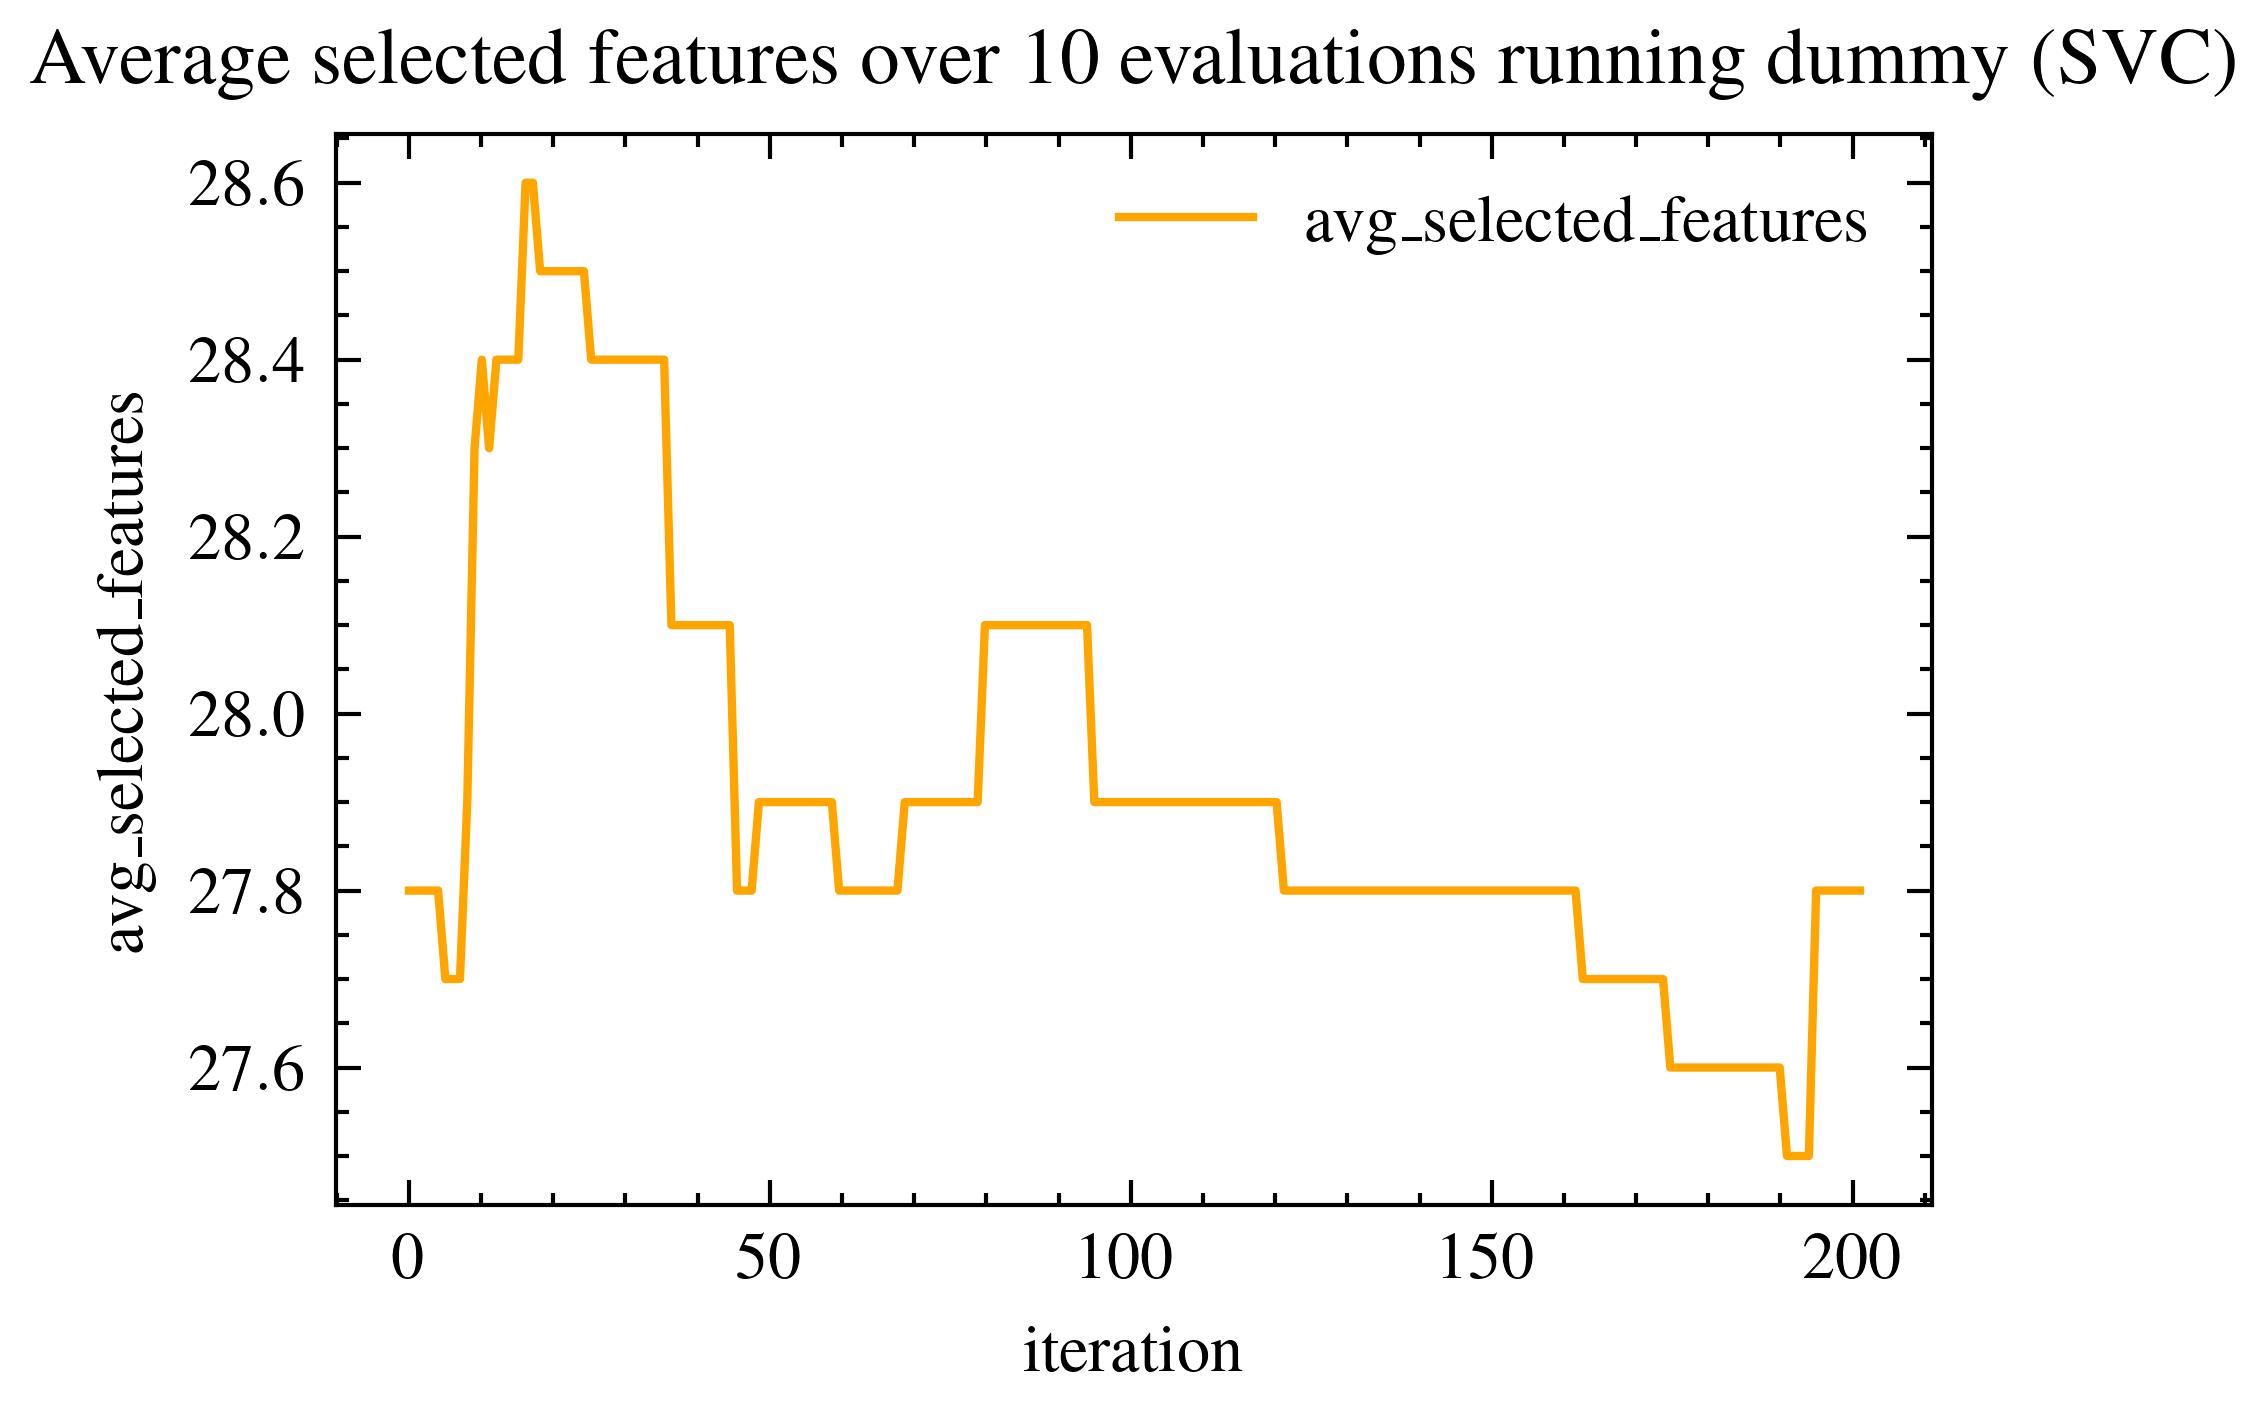 Average selected features over 10 evaluations running dummy (SVC)
avg_selected_features
28.6
28.4
28.2
28.0
27.8
27.6
avg_selected_features
0 50 100 150 200
iteration